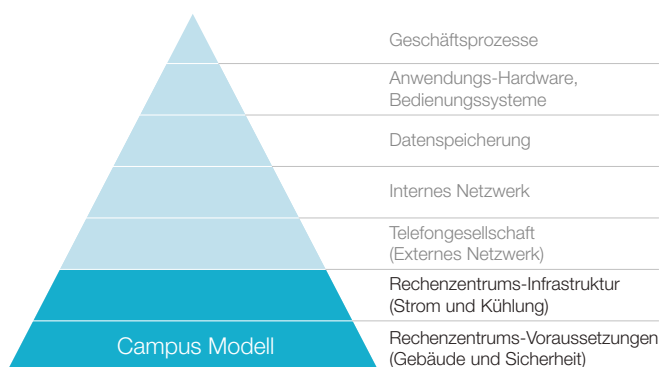 Geschäftsprozesse
Anwendungs-Hardware,
Bedienungssysteme
Datenspeicherung
Internes Netzwerk
Telefongesellschaft
(Externes Netzwerk)
Rechenzentrums-Infrastruktur
(Strom und Kühlung)
Campus Modell
Rechenzentrums-Voraussetzungen
(Gebäude und Sicherheit)